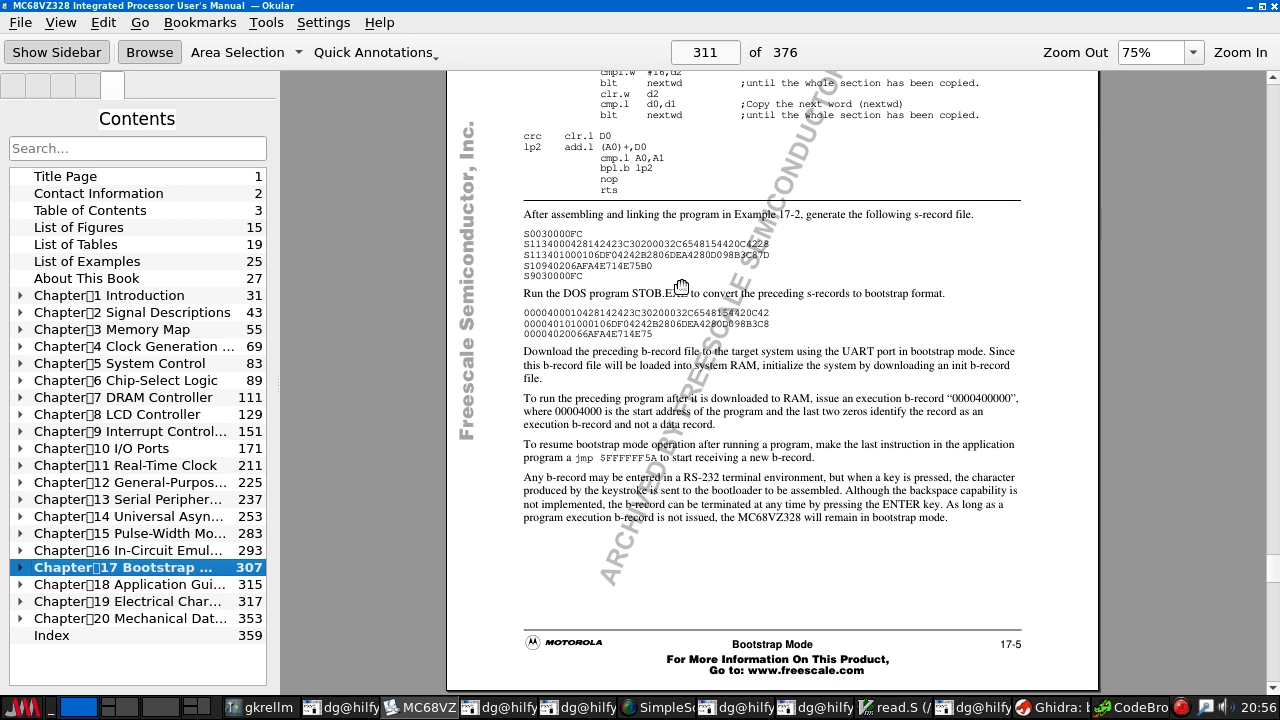 MC68VZ328 Integrated Processor User's Manual — Okular
File View Edit Go Bookmarks Tools Settings Help
Show Sidebar Browse Area Selection Quick Annotations 311 of 376 Zoom Out 75% Zoom In
Contents
Search...
Title Page 1
Contact Information 2
Table of Contents 3
List of Figures 15
List of Tables 19
List of Examples 25
About This Book 27
Chapter 1 Introduction 31
Chapter 2 Signal Descriptions 43
Chapter 3 Memory Map 55
Chapter 4 Clock Generation ... 69
Chapter 5 System Control 83
Chapter 6 Chip-Select Logic 89
Chapter 7 DRAM Controller 111
Chapter 8 LCD Controller 129
Chapter 9 Interrupt Control... 151
Chapter 10 I/O Ports 171
Chapter 11 Real-Time Clock 211
Chapter 12 General-Purpos... 225
Chapter 13 Serial Peripher... 237
Chapter 14 Universal Asyn... 253
Chapter 15 Pulse-Width Mo... 283
Chapter 16 In-Circuit Emul... 293
Chapter 17 Bootstrap ... 307
Chapter 18 Application Gui... 315
Chapter 19 Electrical Char... 317
Chapter 20 Mechanical Dat... 353
Index 359
cmpi.w #16,d2
blt nextwd ;until the whole section has been copied.
clr.w d2
cmp.l d0,d1 ;Copy the next word (nextwd)
blt nextwd ;until the whole section has been copied.
crc clr.l D0
lp2 add.l (A0)+,D0
cmp.l A0,A1
bpl.b lp2
nop
rts
After assembling and linking the program in Example 17-2, generate the following s-record file.
S0030000FC
S1134000428142423C30200032C6548154420C4228
S113401000106DF04242B2806DEA4280D098B3C87D
S10940206AFA4E714E75B0
S9030000FC
Run the DOS program STOB.EXE to convert the preceding s-records to bootstrap format.
0000400010428142423C30200032C6548154420C42
000040101000106DF04242B2806DEA4280D098B3C8
00004020066AFA4E714E75
Download the preceding b-record file to the target system using the UART port in bootstrap mode. Since
this b-record file will be loaded into system RAM, initialize the system by downloading an init b-record
file.
To run the preceding program after it is downloaded to RAM, issue an execution b-record “0000400000”,
where 00004000 is the start address of the program and the last two zeros identify the record as an
execution b-record and not a data record.
To resume bootstrap mode operation after running a program, make the last instruction in the application
program a jmp $FFFFFF5A to start receiving a new b-record.
Any b-record may be entered in a RS-232 terminal environment, but when a key is pressed, the character
produced by the keystroke is sent to the bootloader to be assembled. Although the backspace capability is
not implemented, the b-record can be terminated at any time by pressing the ENTER key. As long as a
program execution b-record is not issued, the MC68VZ328 will remain in bootstrap mode.
MOTOROLA Bootstrap Mode 17-5
For More Information On This Product,
Go to: www.freescale.com
Freescale Semiconductor, Inc.
ARCHIVED BY FREESCALE SEMICONDUCTOR
gkrellm dg@hilfy MC68VZ dg@hilfy dg@hilfy SimpleSc dg@hilfy dg@hilfy read.S (/ dg@hilfy Ghidra: b CodeBro 20:56